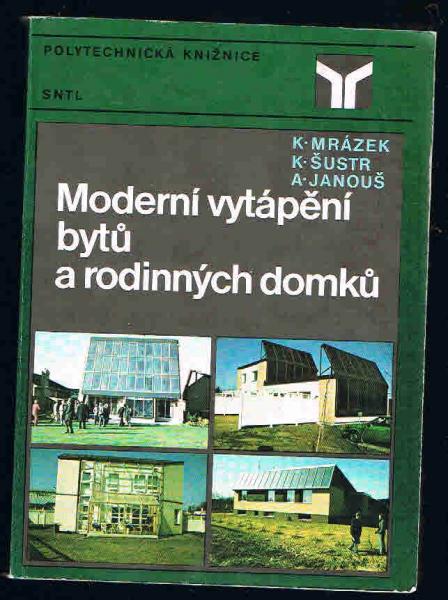 POLYTECHNICKÁ KNIŽNICE
SNTL
K·MRÁZEK
K·ŠUSTR
A·JANOUŠ
Moderní vytápění
bytů
a rodinných domků